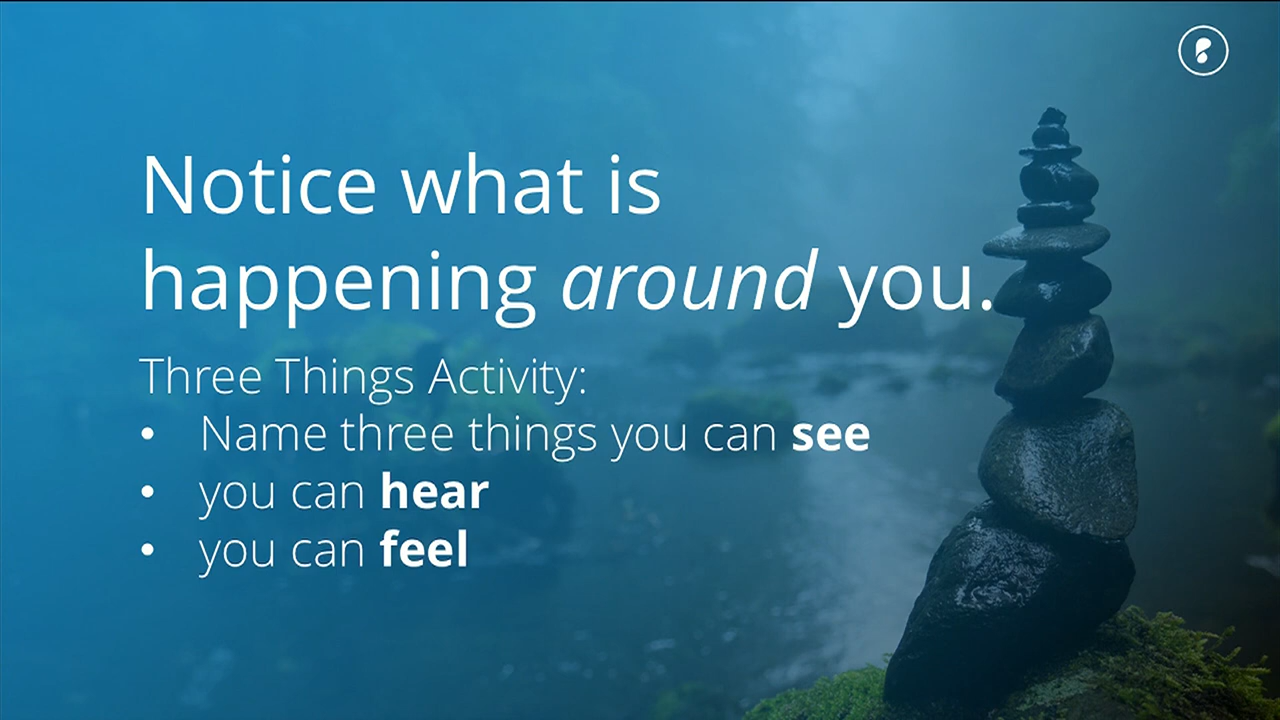 Notice what is
happening around you.
Three Things Activity:
• Name three things you can see
• you can hear
• you can feel